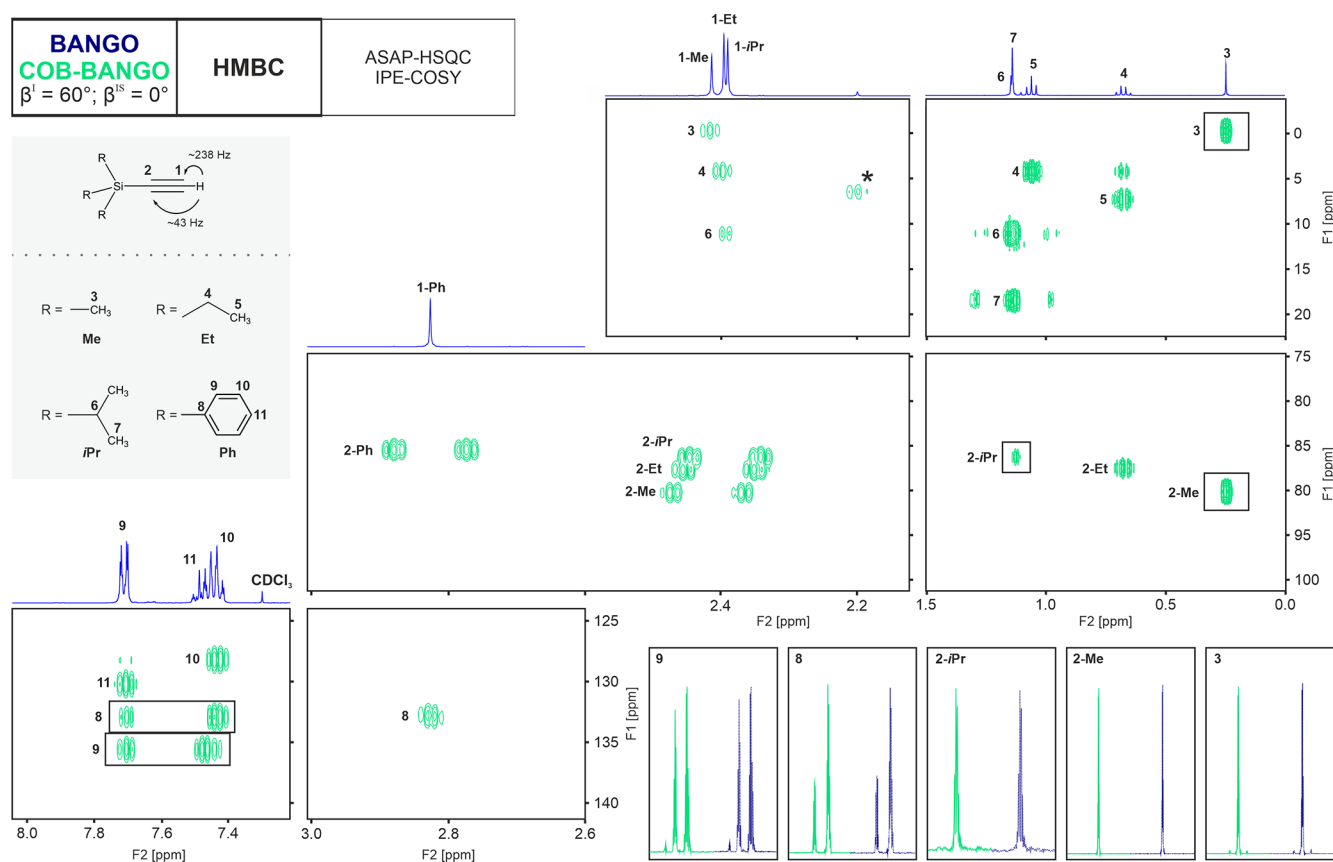 BANGO
COB-BANGO
βᴵ = 60°; βᴵˢ = 0°
HMBC
ASAP-HSQC
IPE-COSY
R
R
R
Si
2
1
H
~238 Hz
~43 Hz
R =
3
CH₃
Me
R =
4
5
CH₃
Et
R =
CH₃
6
7
CH₃
iPr
R =
8
9
10
11
Ph
1-Me
1-Et
1-iPr
3
4
6
*
7
6
5
4
3
3
4
5
6
7
0
5
10
15
20
F1 [ppm]
1-Ph
2-Ph
2-iPr
2-Et
2-Me
2.4
2.2
F2 [ppm]
2-iPr
2-Et
2-Me
75
80
85
80
95
100
F1 [ppm]
1.5
1.0
0.5
0.0
F2 [ppm]
9
11
10
CDCl₃
10
11
8
9
8.0
7.8
7.6
7.4
F2 [ppm]
8
125
130
135
140
F1 [ppm]
3.0
2.8
2.6
F2 [ppm]
9
8
2-iPr
2-Me
3